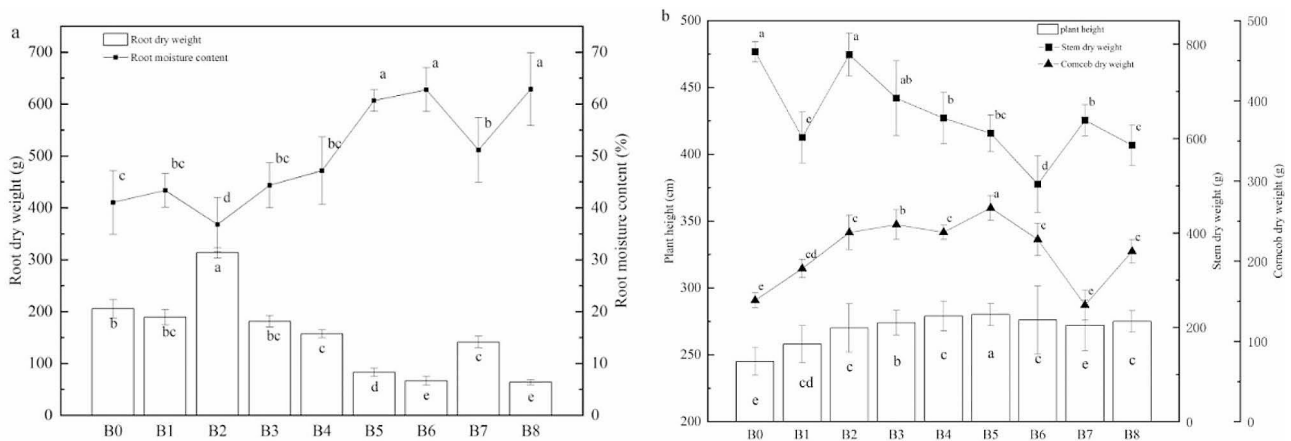 a
Root dry weight
Root moisture content
Root dry weight (g)
700
600
500
400
300
200
100
0
c
bc
d
bc
bc
a
a
b
a
b
bc
a
bc
c
d
e
c
e
B0 B1 B2 B3 B4 B5 B6 B7 B8
70
60
50
40
30
20
10
0
Root moisture content (%)
b
plant height
Stem dry weight
Corncob dry weight
Plant height (cm)
500
450
400
350
300
250
200
a
c
a
ab
b
bc
d
b
c
e
cd
c
b
c
a
c
e
c
e
cd
c
b
c
a
c
e
c
B0 B1 B2 B3 B4 B5 B6 B7 B8
800
600
400
200
0
Stem dry weight (g)
500
400
300
200
100
0
Corncob dry weight (g)